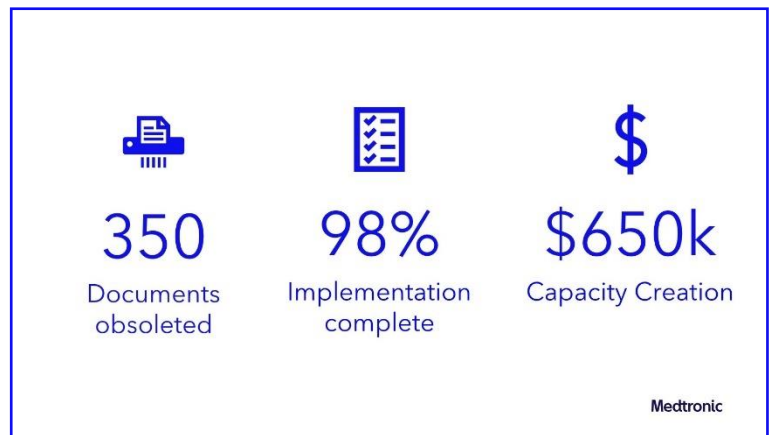 350
Documents
obsoleted
98%
Implementation
complete
$
$650k
Capacity Creation
Medtronic